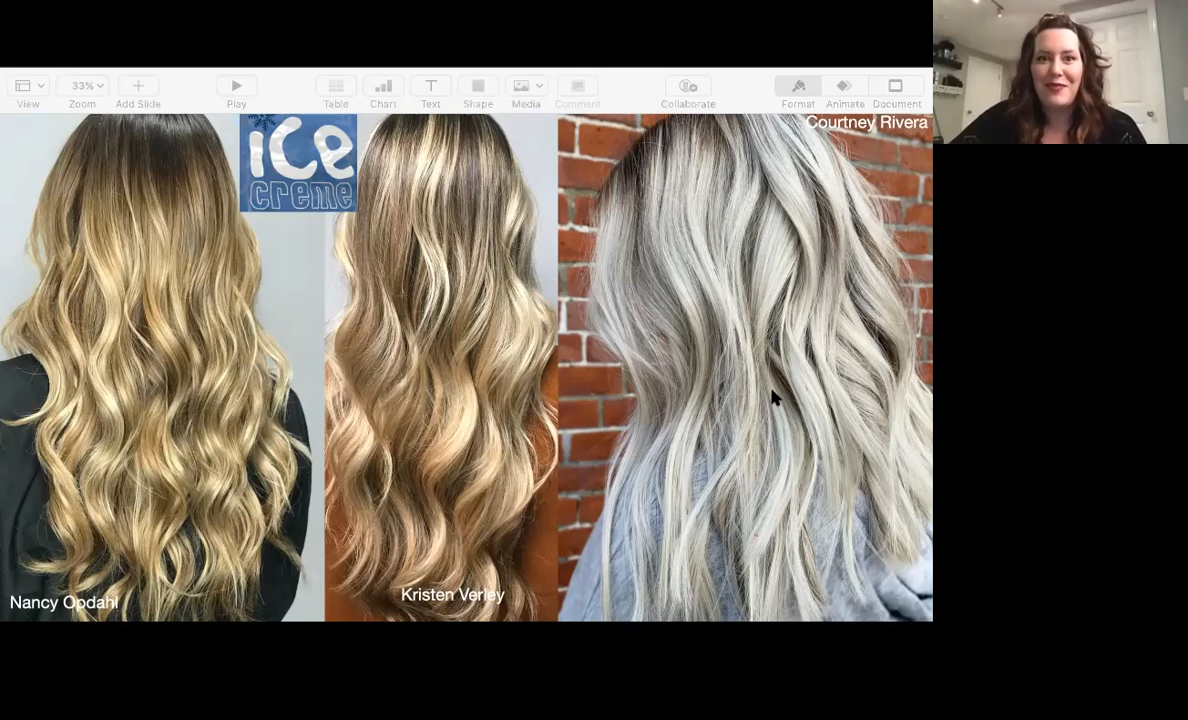 33%
View
Zoom
Add Slide
Play
Table
Chart
Text
Shape
Media
Comment
Collaborate
Format
Animate
Document
Courtney Rivera
ice
creme
Nancy Opdahl
Kristen Verley